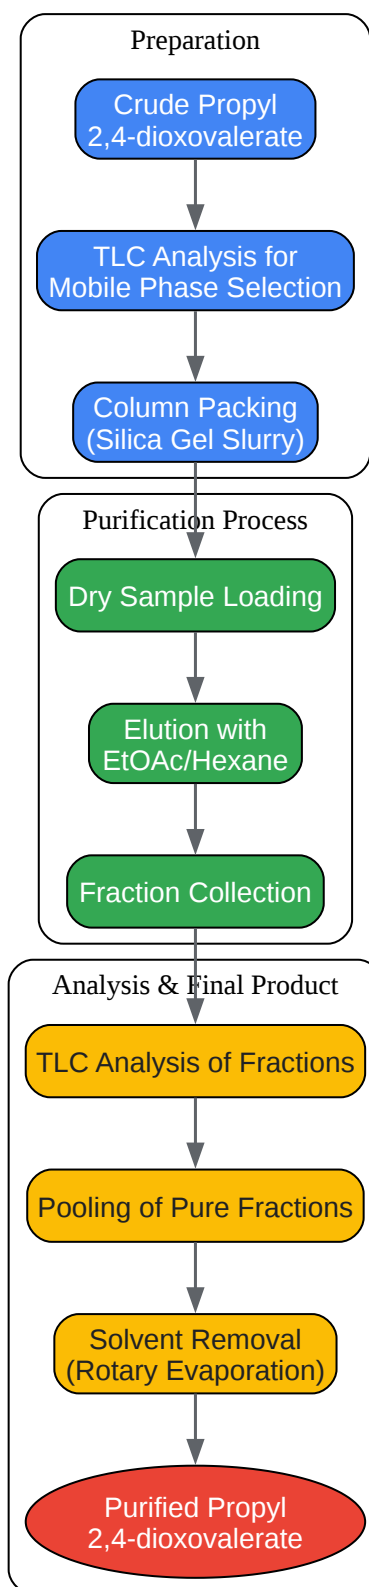 Preparation
Crude Propyl
2,4-dioxovalerate
TLC Analysis for
Mobile Phase Selection
Column Packing
(Silica Gel Slurry)
Purification Process
Dry Sample Loading
Elution with
EtOAc/Hexane
Fraction Collection
Analysis & Final Product
TLC Analysis of Fractions
Pooling of Pure Fractions
Solvent Removal
(Rotary Evaporation)
Purified Propyl
2,4-dioxovalerate